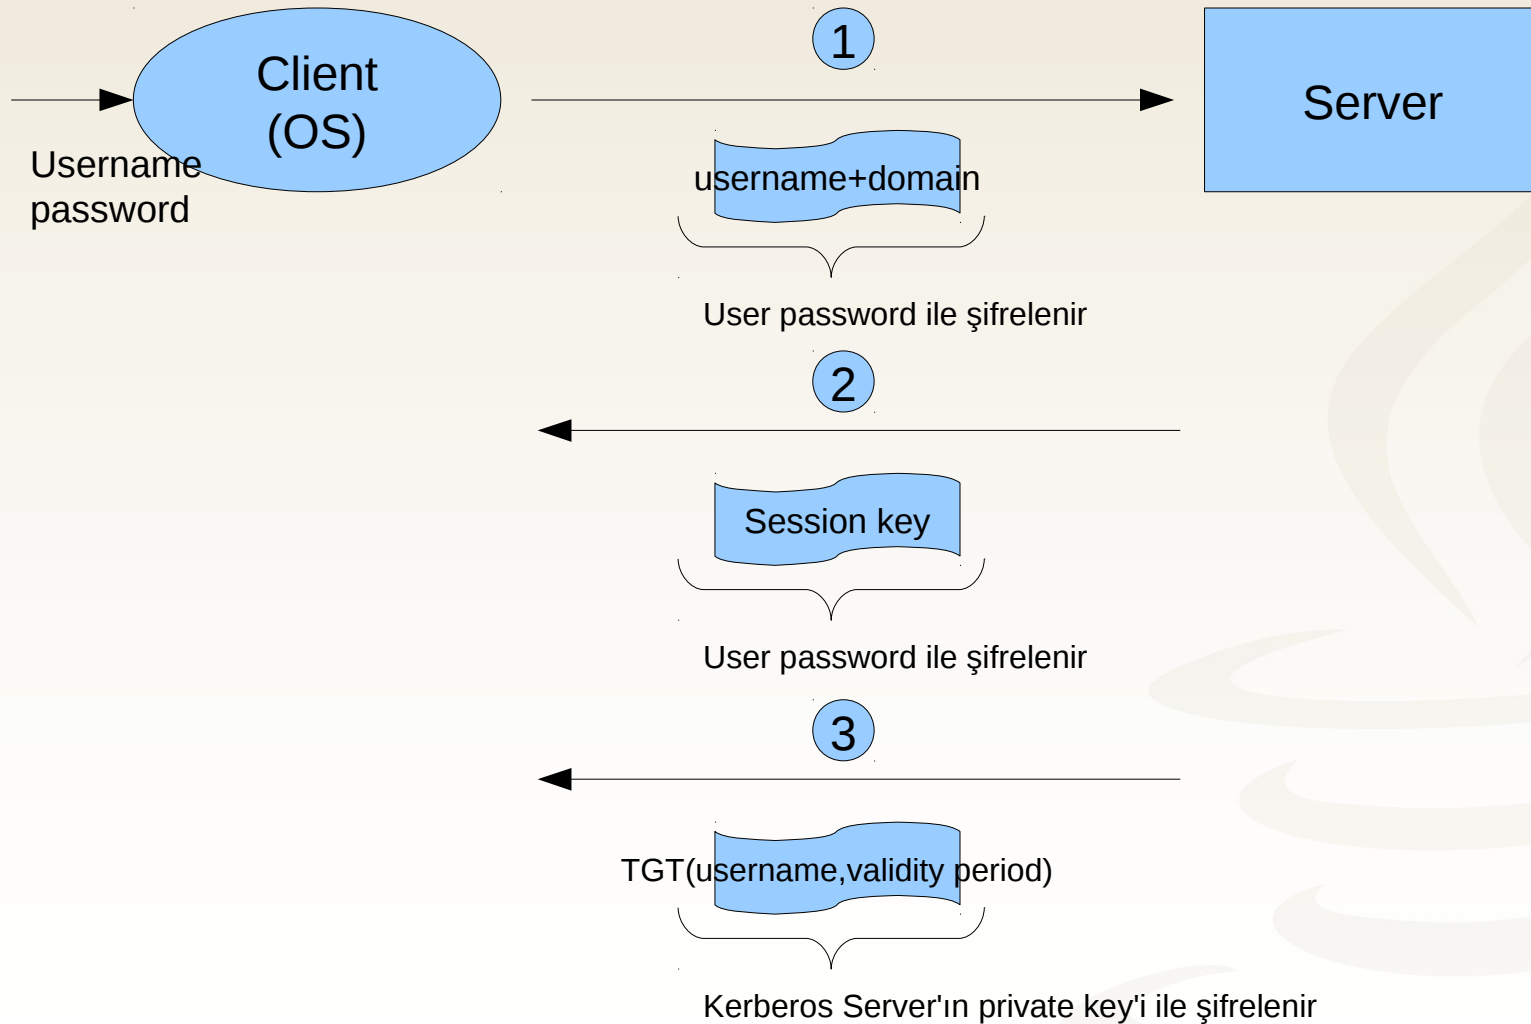 1
Client
(OS)
Server
Username
password
username+domain
User password ile şifrelenir
2
Session key
User password ile şifrelenir
3
TGT(username,validity period)
Kerberos Server'ın private key'i ile şifrelenir